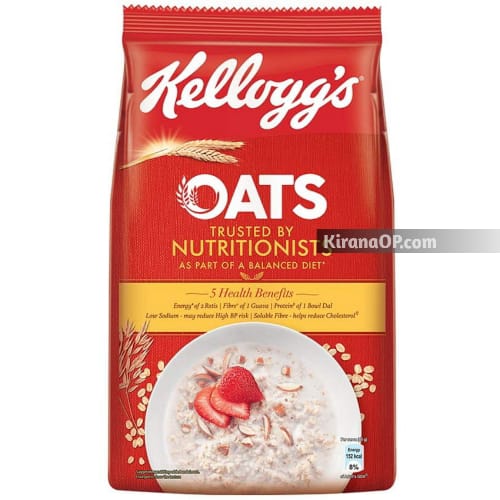 Kellogg's
OATS
TRUSTED BY
NUTRITIONISTS
AS PART OF A BALANCED DIET*
KiranaOP.com
5 Health Benefits
Energy# of 2 Rotis | Fibre^ of 1 Guava | Protein$ of 1 Bowl Dal
Low Sodium - may reduce High BP risk | Soluble Fibre - helps reduce Cholesterol
Energy
152 kcal
8%